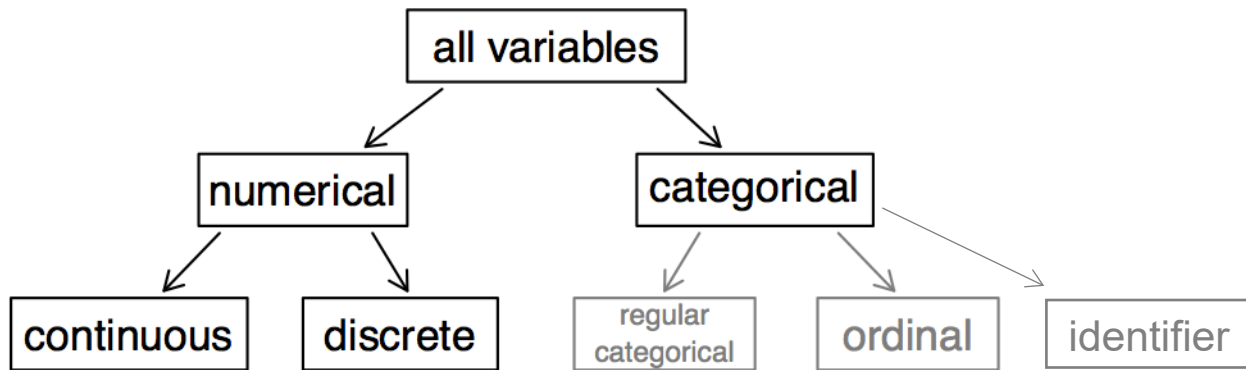 all variables
numerical
categorical
continuous
discrete
regular
categorical
ordinal
identifier